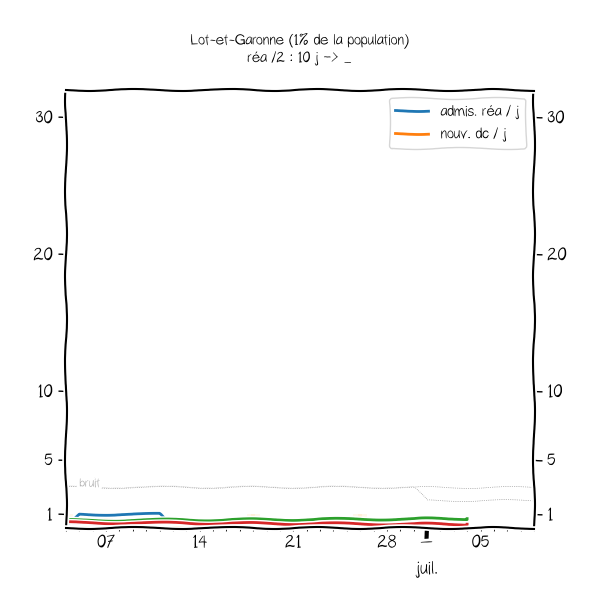 Lot-et-Garonne (1% de la population)
réa /2 : 10 j -> _
admis. réa / j
nouv. dc / j
30
30
20
20
10
10
5
5
bruit
1
1
07 14 21 28 05
juil.